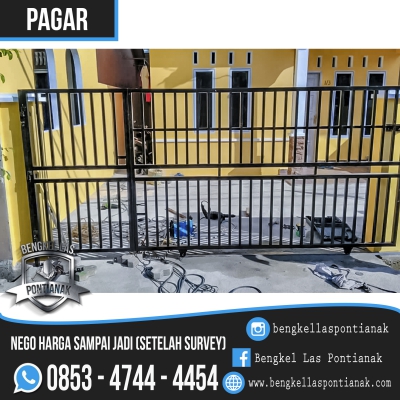 PAGAR
BENGKEL LAS
PONTIANAK
NEGO HARGA SAMPAI JADI (SETELAH SURVEY)
0853 - 4744 - 4454
bengkellaspontianak
Bengkel Las Pontianak
www.bengkellaspontianak.com